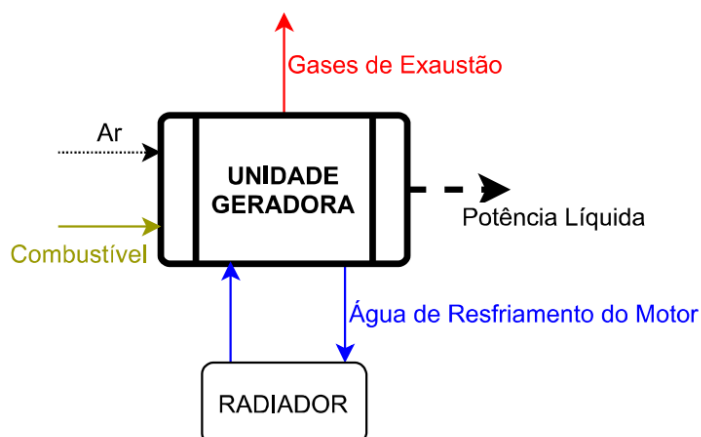 Gases de Exaustão
Ar
UNIDADE
GERADORA
Potência Líquida
Combustível
Água de Resfriamento do Motor
RADIADOR